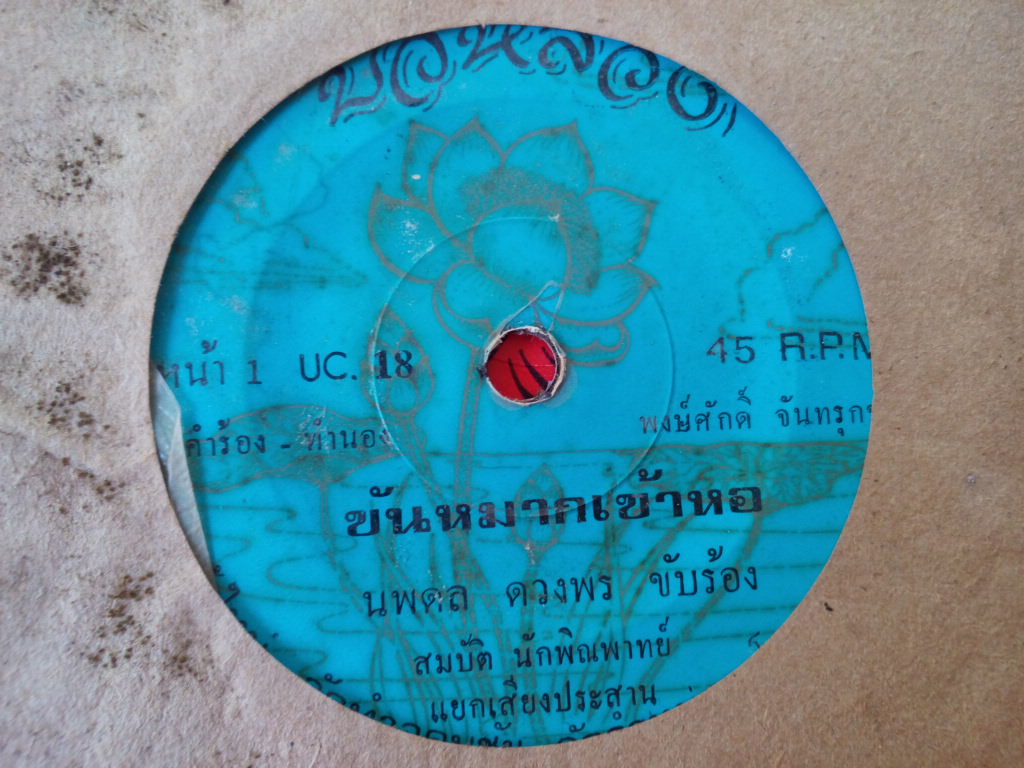 หน้า 1 UC. 18 45 R.P.M
คำร้อง - ทำนอง พงษ์ศักดิ์ จันทรุก
ขันหมากเข้าหอ
นพดล ดวงพร ขับร้อง
สมบัติ นักพิณพาทย์
แยกเสียงประสาน